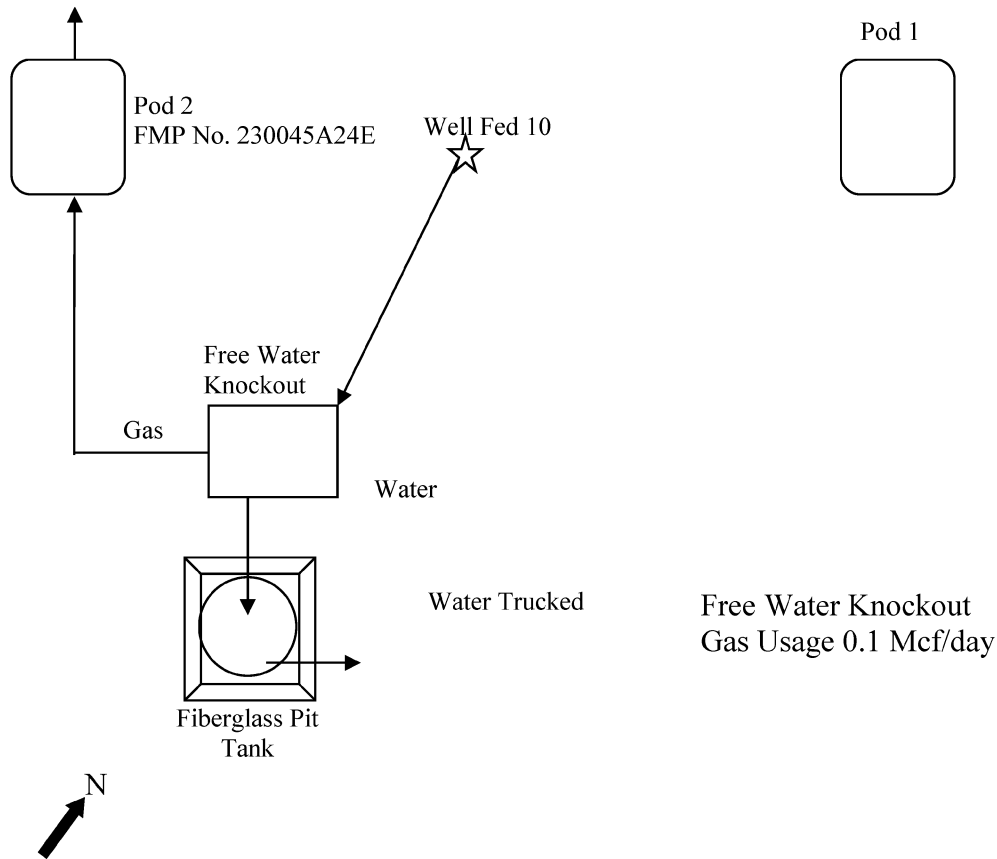 Pod 1
Pod 2
FMP No. 230045A24E
Well Fed 10
Free Water
Knockout
Gas
Water
Water Trucked
Free Water Knockout
Gas Usage 0.1 Mcf/day
Fiberglass Pit
Tank
N